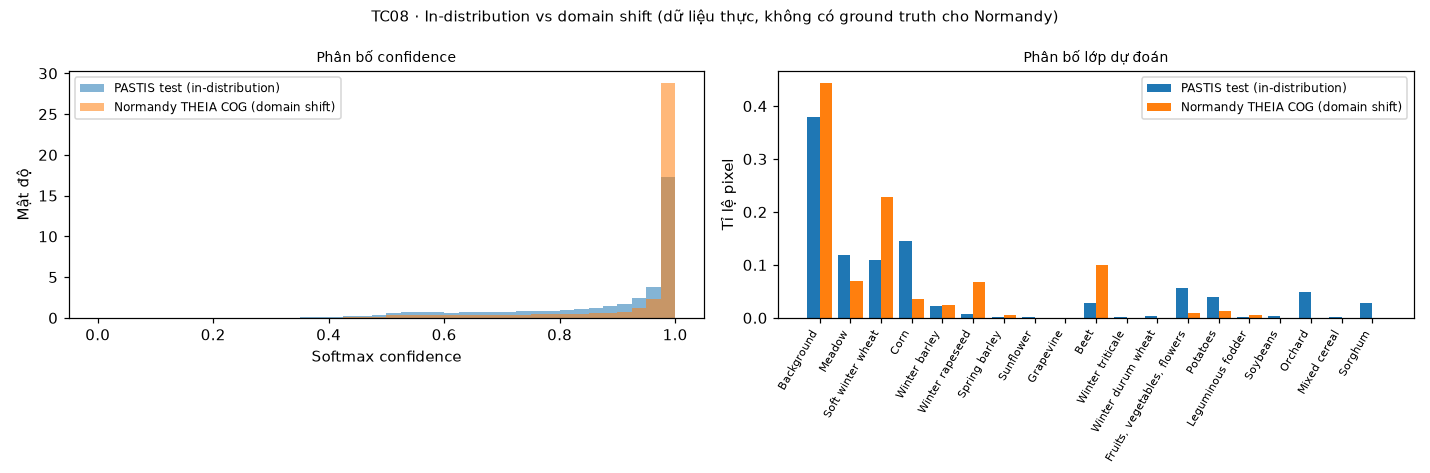 TC08 · In-distribution vs domain shift (dữ liệu thực, không có ground truth cho Normandy)
Phân bố confidence
PASTIS test (in-distribution)
Normandy THEIA COG (domain shift)
Mật độ
30
25
20
15
10
5
0
0.0 0.2 0.4 0.6 0.8 1.0
Softmax confidence
Phân bố lớp dự đoán
PASTIS test (in-distribution)
Normandy THEIA COG (domain shift)
Tỉ lệ pixel
0.4
0.3
0.2
0.1
0.0
Background
Meadow
Soft winter wheat
Corn
Winter barley
Winter rapeseed
Spring barley
Sunflower
Grapevine
Beet
Winter triticale
Winter durum wheat
Fruits, vegetables, flowers
Potatoes
Leguminous fodder
Soybeans
Orchard
Mixed cereal
Sorghum